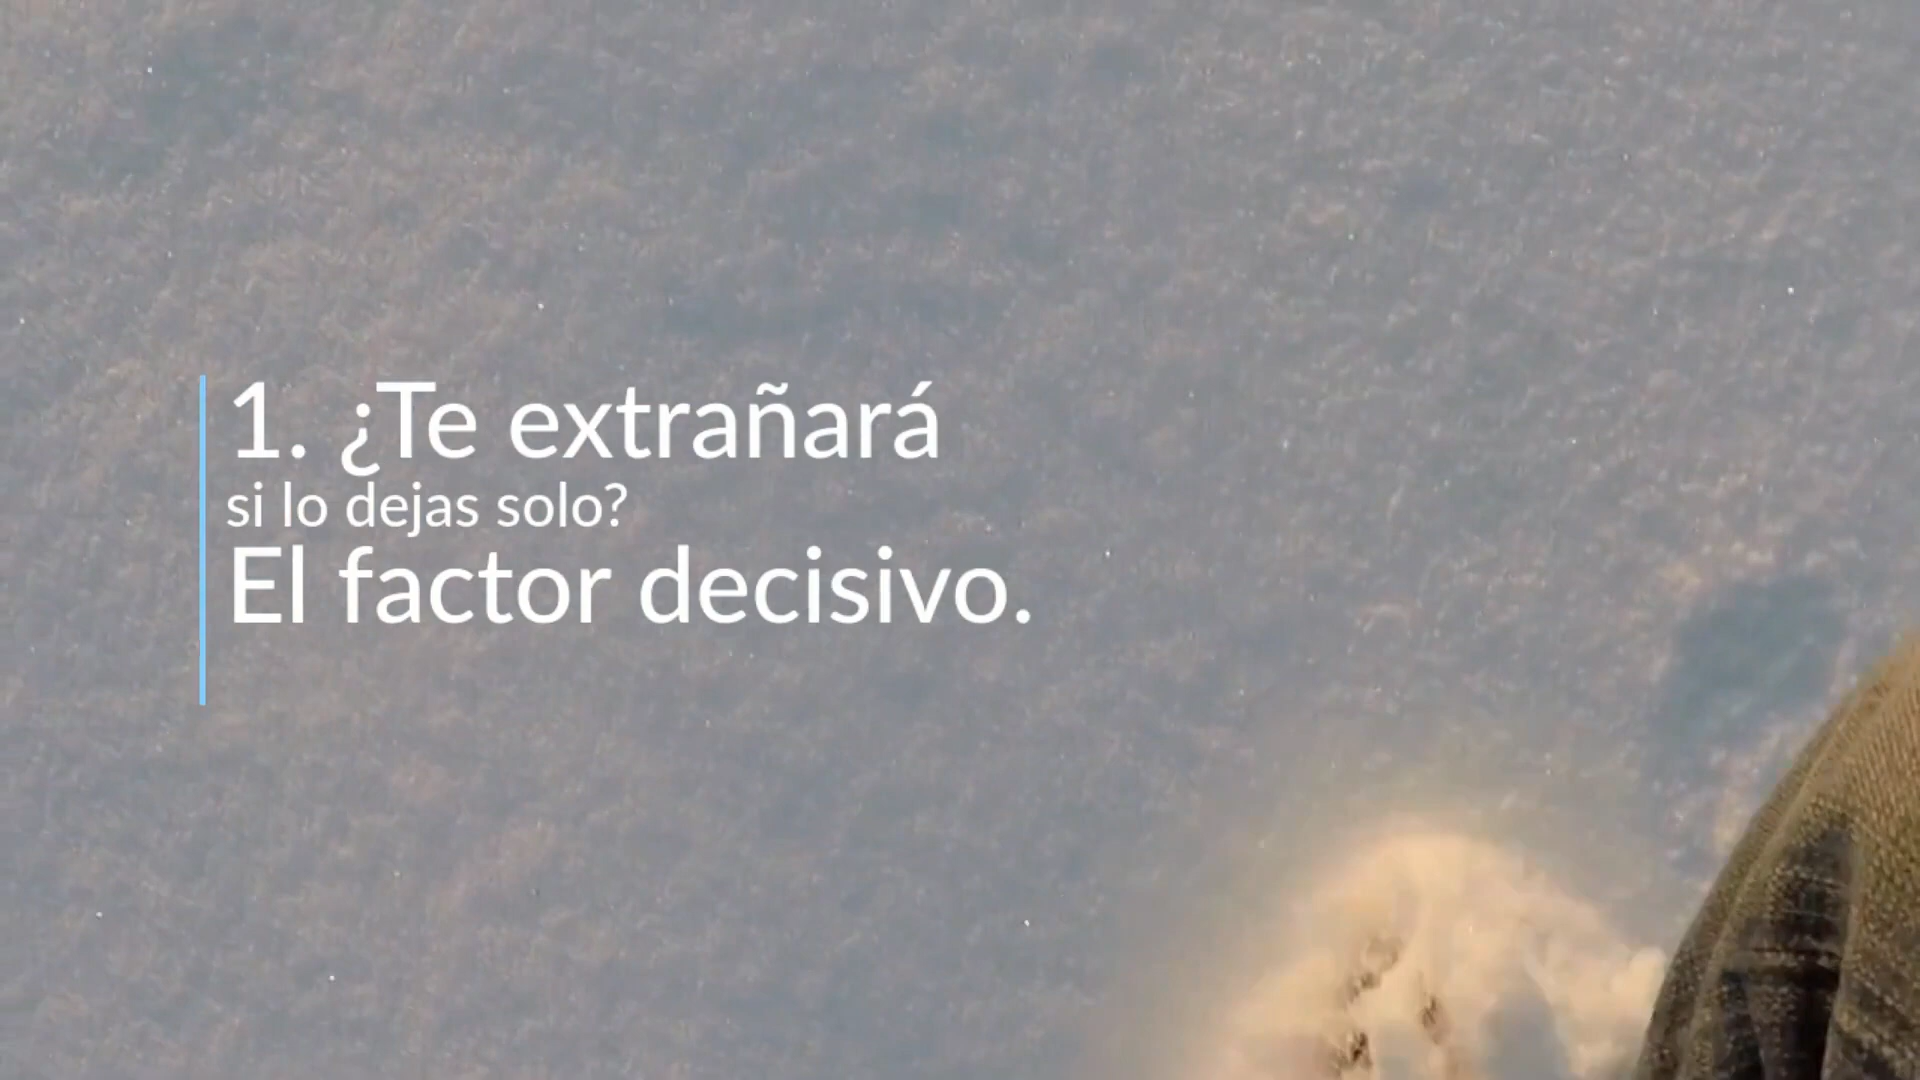 1. ¿Te extrañará
si lo dejas solo?
El factor decisivo.